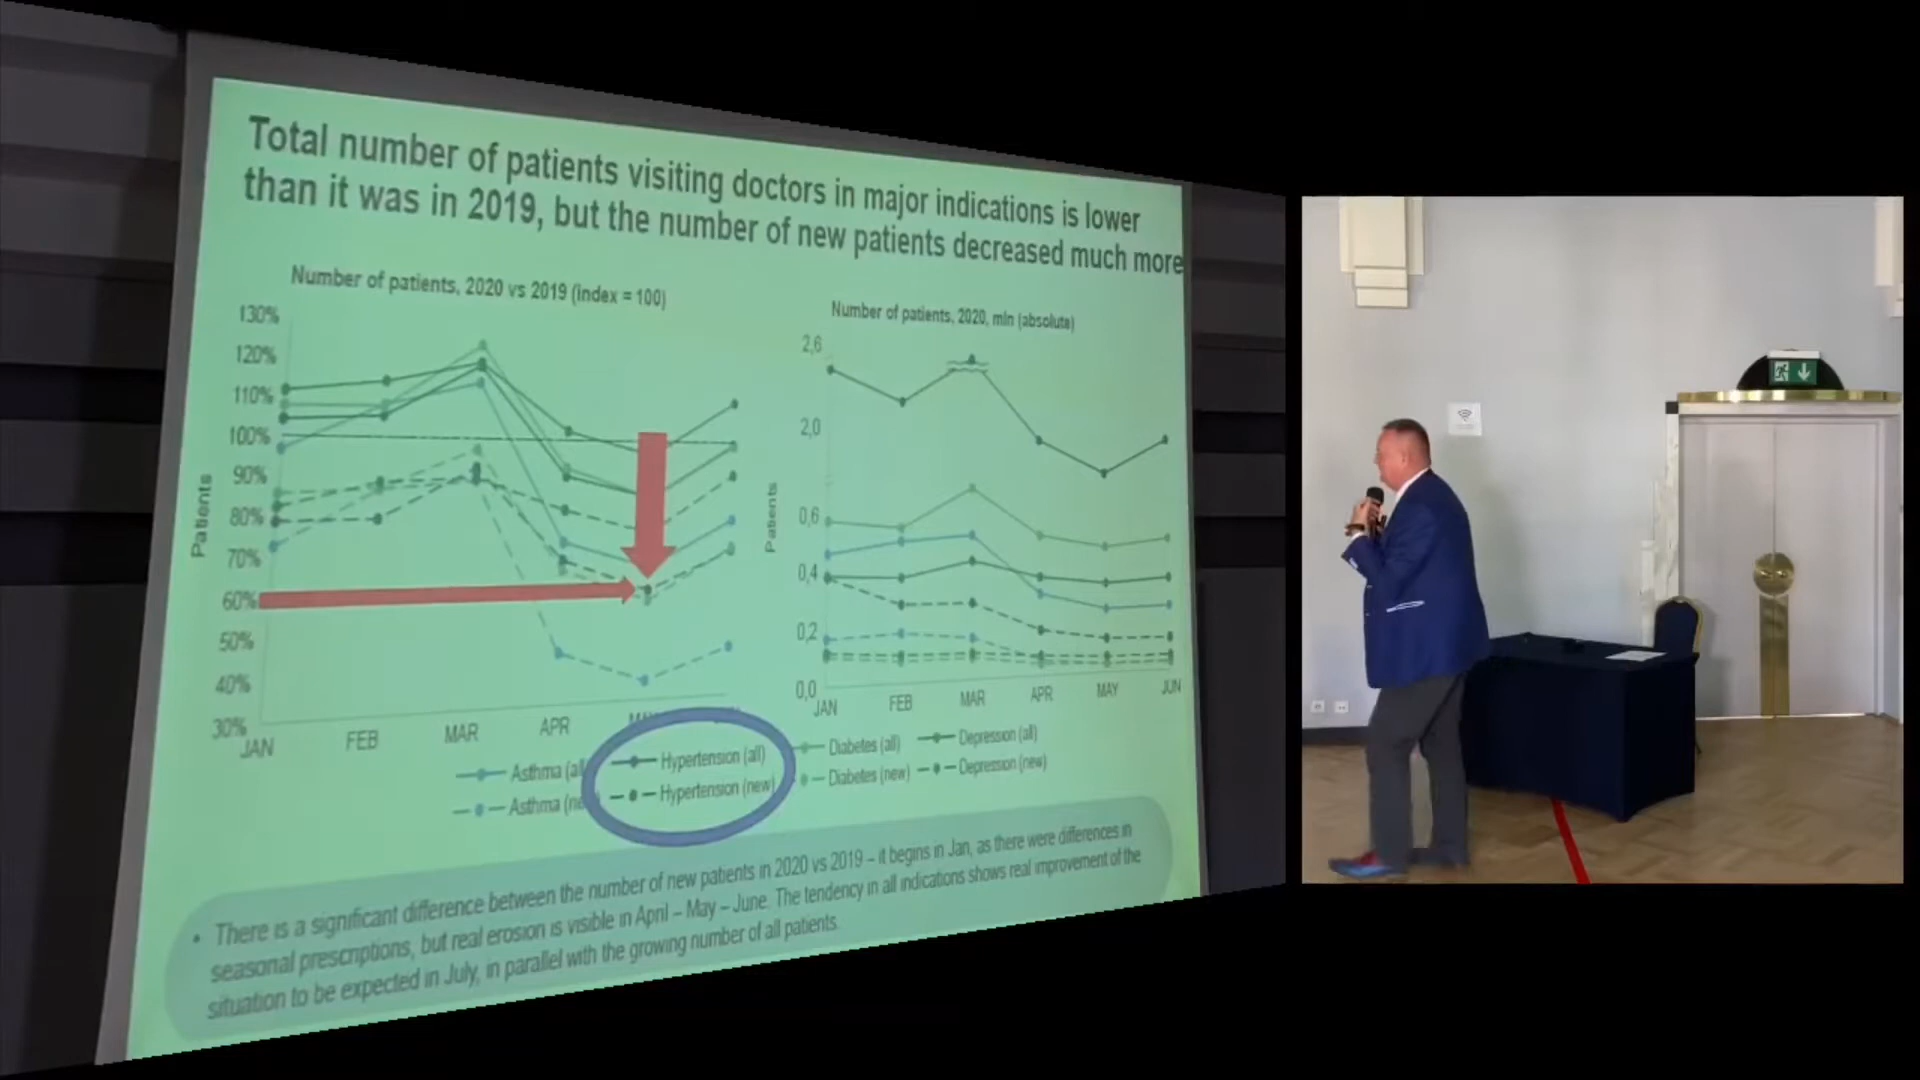 Total number of patients visiting doctors in major indications is lower
than it was in 2019, but the number of new patients decreased much more
Number of patients, 2020 vs 2019 (index = 100)
130%
120%
110%
100%
90%
80%
70%
60%
50%
40%
30%
Patients
JAN
FEB
MAR
APR
Number of patients, 2020, mln (absolute)
2,6
2,0
0,6
0,4
0,2
0,0
Patients
JAN
FEB
MAR
APR
MAY
JUN
Asthma (al
Hypertension (all)
Diabetes (all)
Depression (all)
Asthma (ne
Hypertension (new)
Diabetes (new)
Depression (new)
• There is a significant difference between the number of new patients in 2020 vs 2019 – it begins in Jan, as there were differences in
seasonal prescriptions, but real erosion is visible in April – May – June. The tendency in all indications shows real improvement of the
situation to be expected in July, in parallel with the growing number of all patients.